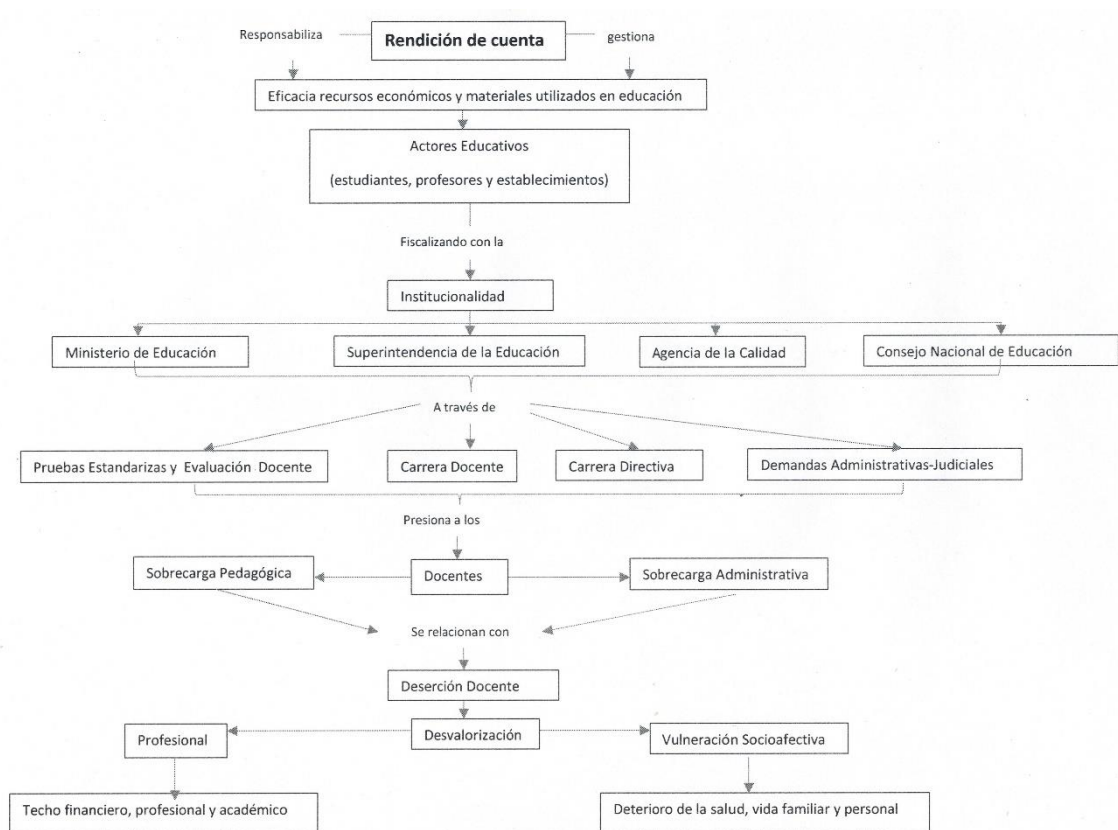 Responsabiliza
Rendición de cuenta
gestiona
Eficacia recursos económicos y materiales utilizados en educación
Actores Educativos
(estudiantes, profesores y establecimientos)
Fiscalizando con la
Institucionalidad
Ministerio de Educación
Superintendencia de la Educación
Agencia de la Calidad
Consejo Nacional de Educación
A través de
Pruebas Estandarizas y Evaluación Docente
Carrera Docente
Carrera Directiva
Demandas Administrativas-Judiciales
Presiona a los
Sobrecarga Pedagógica
Docentes
Sobrecarga Administrativa
Se relacionan con
Deserción Docente
Profesional
Desvalorización
Vulneración Socioafectiva
Techo financiero, profesional y académico
Deterioro de la salud, vida familiar y personal